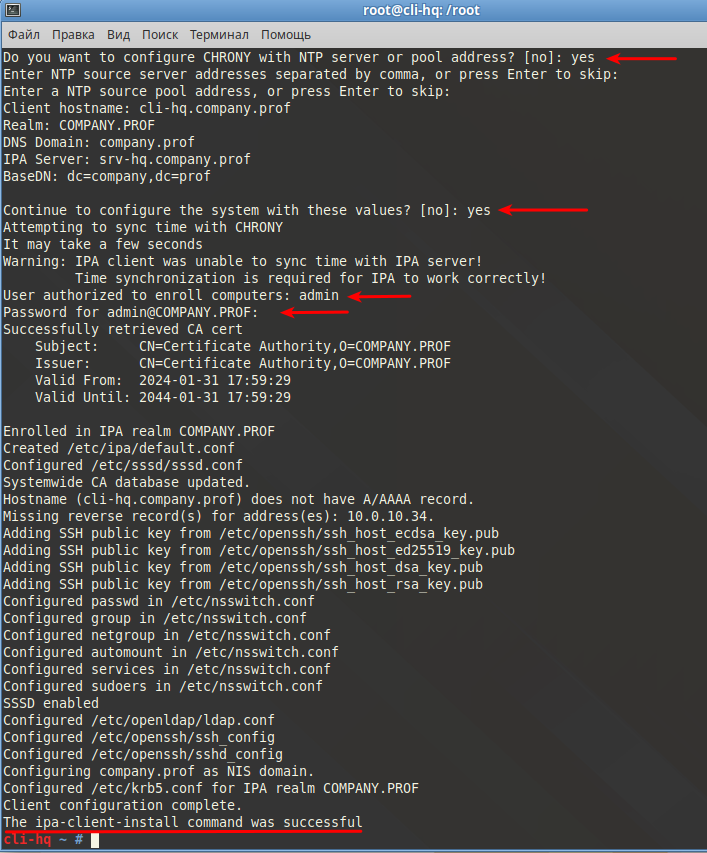 root@cli-hq: /root
Файл Правка Вид Поиск Терминал Помощь
Do you want to configure CHRONY with NTP server or pool address? [no]: yes
Enter NTP source server addresses separated by comma, or press Enter to skip:
Enter a NTP source pool address, or press Enter to skip:
Client hostname: cli-hq.company.prof
Realm: COMPANY.PROF
DNS Domain: company.prof
IPA Server: srv-hq.company.prof
BaseDN: dc=company,dc=prof

Continue to configure the system with these values? [no]: yes
Attempting to sync time with CHRONY
It may take a few seconds
Warning: IPA client was unable to sync time with IPA server!
         Time synchronization is required for IPA to work correctly!
User authorized to enroll computers: admin
Password for admin@COMPANY.PROF:
Successfully retrieved CA cert
    Subject:     CN=Certificate Authority,O=COMPANY.PROF
    Issuer:      CN=Certificate Authority,O=COMPANY.PROF
    Valid From:  2024-01-31 17:59:29
    Valid Until: 2044-01-31 17:59:29

Enrolled in IPA realm COMPANY.PROF
Created /etc/ipa/default.conf
Configured /etc/sssd/sssd.conf
Systemwide CA database updated.
Hostname (cli-hq.company.prof) does not have A/AAAA record.
Missing reverse record(s) for address(es): 10.0.10.34.
Adding SSH public key from /etc/openssh/ssh_host_ecdsa_key.pub
Adding SSH public key from /etc/openssh/ssh_host_ed25519_key.pub
Adding SSH public key from /etc/openssh/ssh_host_dsa_key.pub
Adding SSH public key from /etc/openssh/ssh_host_rsa_key.pub
Configured passwd in /etc/nsswitch.conf
Configured group in /etc/nsswitch.conf
Configured netgroup in /etc/nsswitch.conf
Configured automount in /etc/nsswitch.conf
Configured services in /etc/nsswitch.conf
Configured sudoers in /etc/nsswitch.conf
SSSD enabled
Configured /etc/openldap/ldap.conf
Configured /etc/openssh/ssh_config
Configured /etc/openssh/sshd_config
Configuring company.prof as NIS domain.
Configured /etc/krb5.conf for IPA realm COMPANY.PROF
Client configuration complete.
The ipa-client-install command was successful
cli-hq ~ #